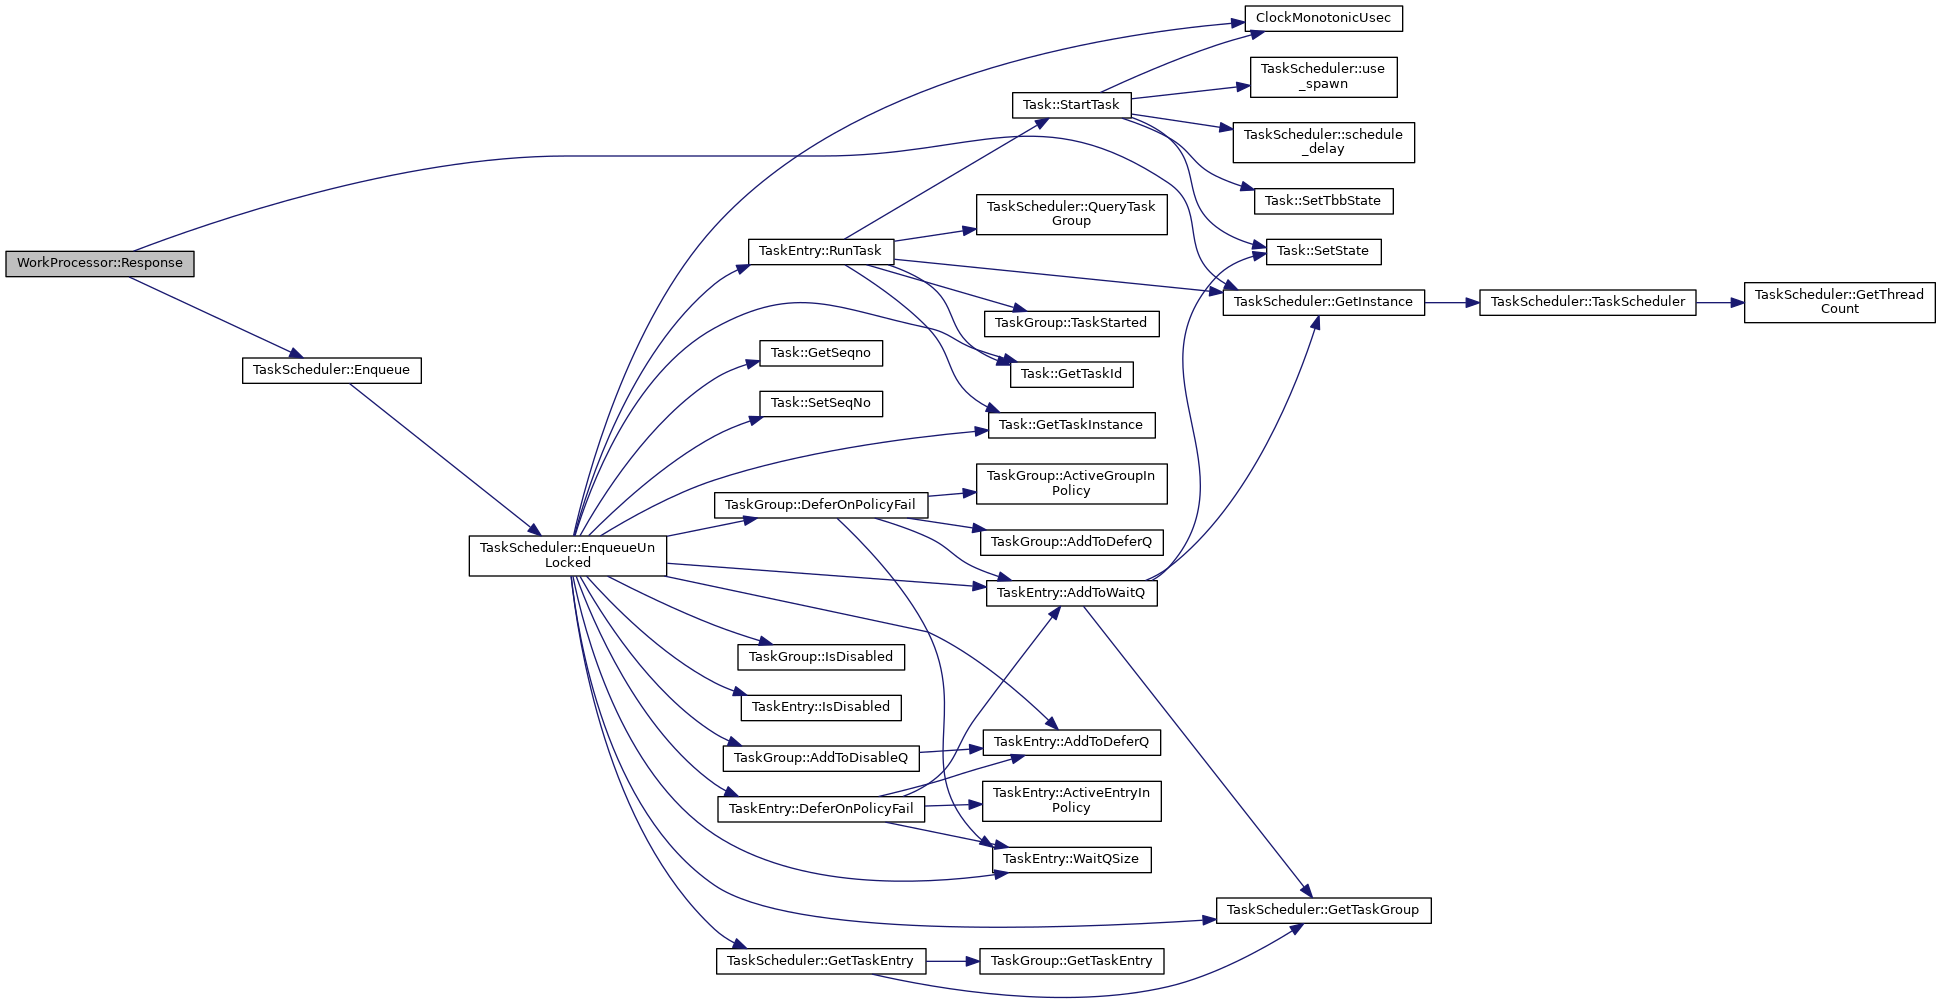 ClockMonotonicUsec
TaskScheduler::use
_spawn
Task::StartTask
TaskScheduler::schedule
_delay
Task::SetTbbState
TaskScheduler::QueryTask
Group
TaskEntry::RunTask
Task::SetState
WorkProcessor::Response
TaskScheduler::GetInstance
TaskScheduler::TaskScheduler
TaskScheduler::GetThread
Count
TaskGroup::TaskStarted
Task::GetSeqno
TaskScheduler::Enqueue
Task::GetTaskId
Task::SetSeqNo
Task::GetTaskInstance
TaskGroup::ActiveGroupIn
Policy
TaskGroup::DeferOnPolicyFail
TaskGroup::AddToDeferQ
TaskScheduler::EnqueueUn
Locked
TaskEntry::AddToWaitQ
TaskGroup::IsDisabled
TaskEntry::IsDisabled
TaskEntry::AddToDeferQ
TaskGroup::AddToDisableQ
TaskEntry::ActiveEntryIn
Policy
TaskEntry::DeferOnPolicyFail
TaskEntry::WaitQSize
TaskScheduler::GetTaskGroup
TaskScheduler::GetTaskEntry
TaskGroup::GetTaskEntry